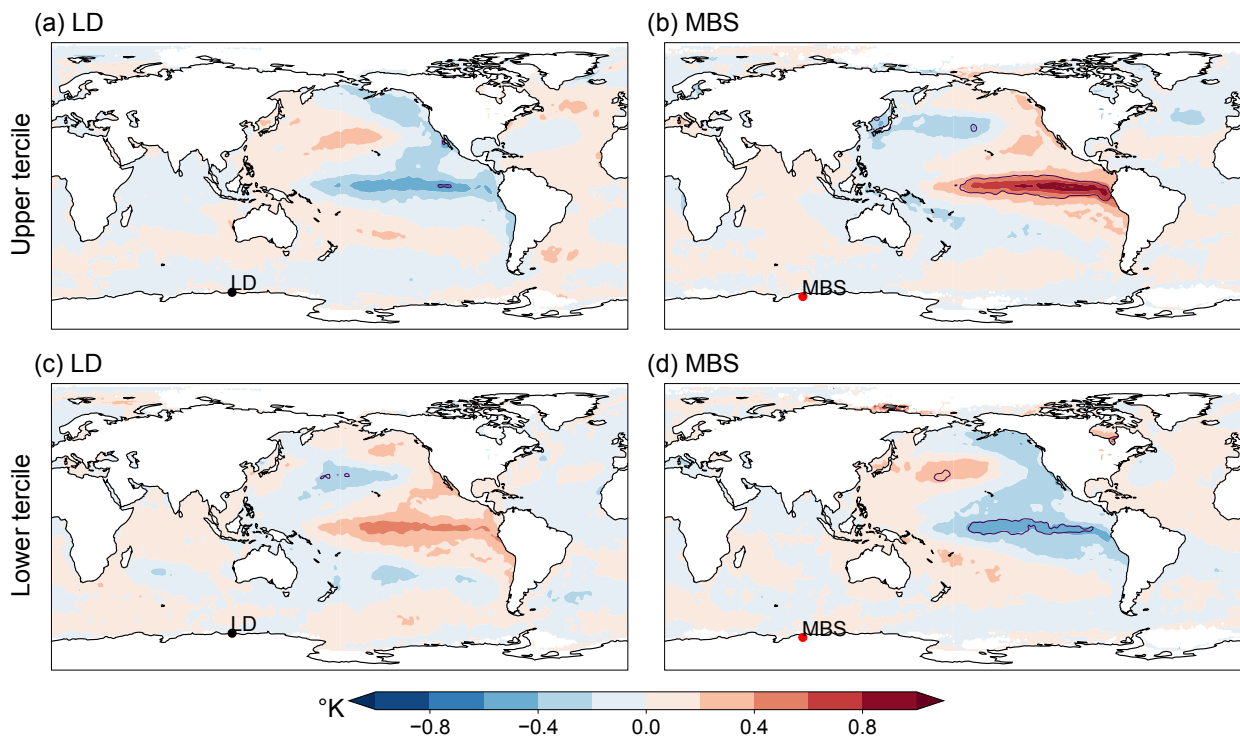 (a) LD
(b) MBS
Upper tercile
LD
MBS
(c) LD
(d) MBS
Lower tercile
LD
MBS
°K
−0.8
−0.4
0.0
0.4
0.8